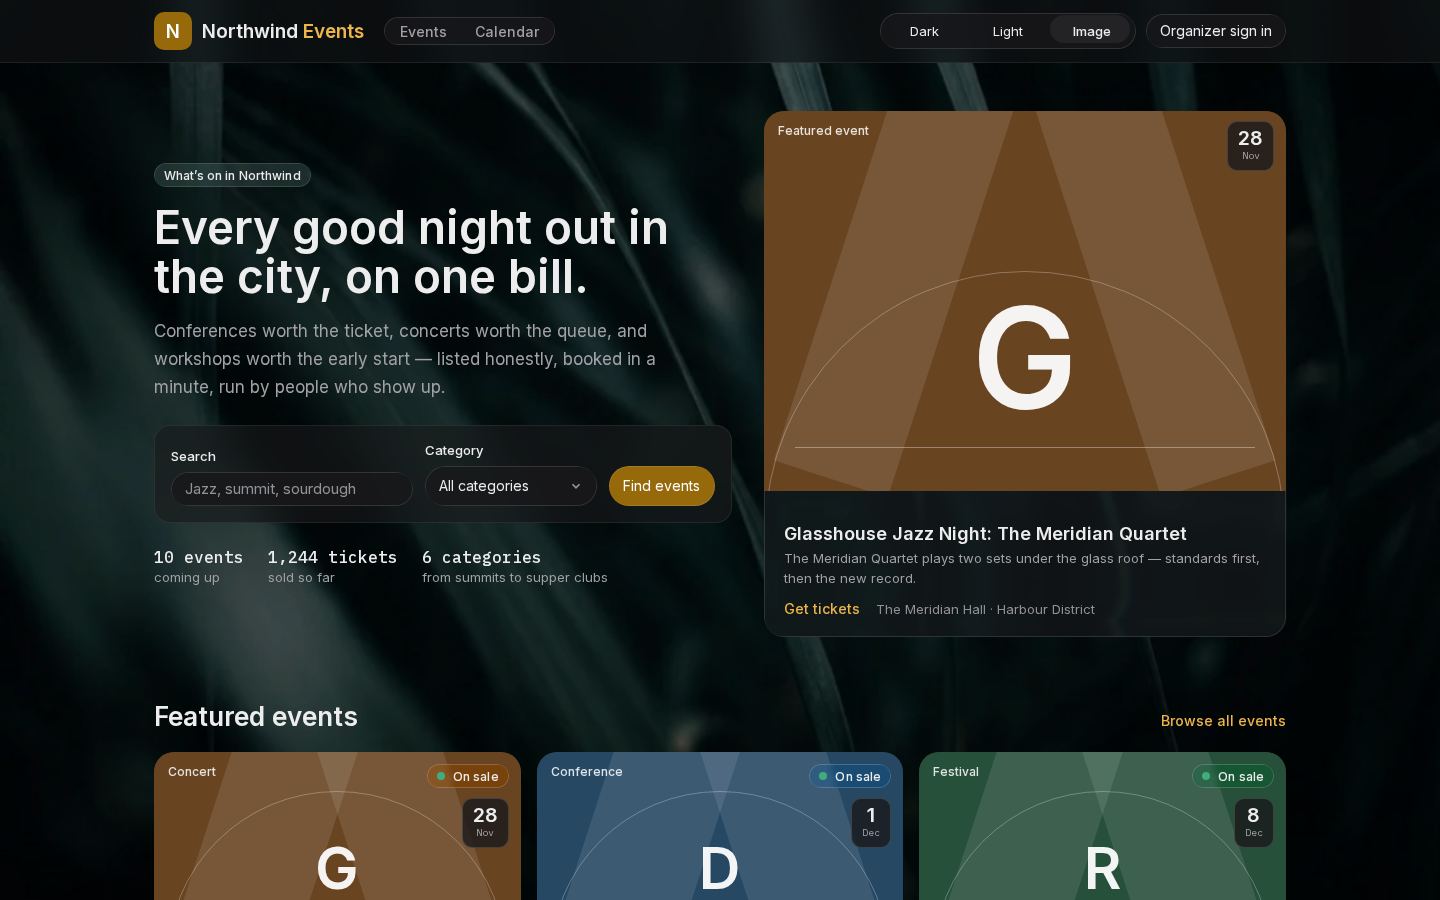 N Northwind Events
Events Calendar
Dark Light Image
Organizer sign in
What's on in Northwind
Every good night out in
the city, on one bill.
Conferences worth the ticket, concerts worth the queue, and
workshops worth the early start — listed honestly, booked in a
minute, run by people who show up.
Search
Jazz, summit, sourdough
Category
All categories
Find events
10 events
coming up
1,244 tickets
sold so far
6 categories
from summits to supper clubs
Featured event
28
Nov
G
Glasshouse Jazz Night: The Meridian Quartet
The Meridian Quartet plays two sets under the glass roof — standards first,
then the new record.
Get tickets The Meridian Hall · Harbour District
Featured events
Browse all events
Concert
On sale
28
Nov
G
Conference
On sale
1
Dec
D
Festival
On sale
8
Dec
R